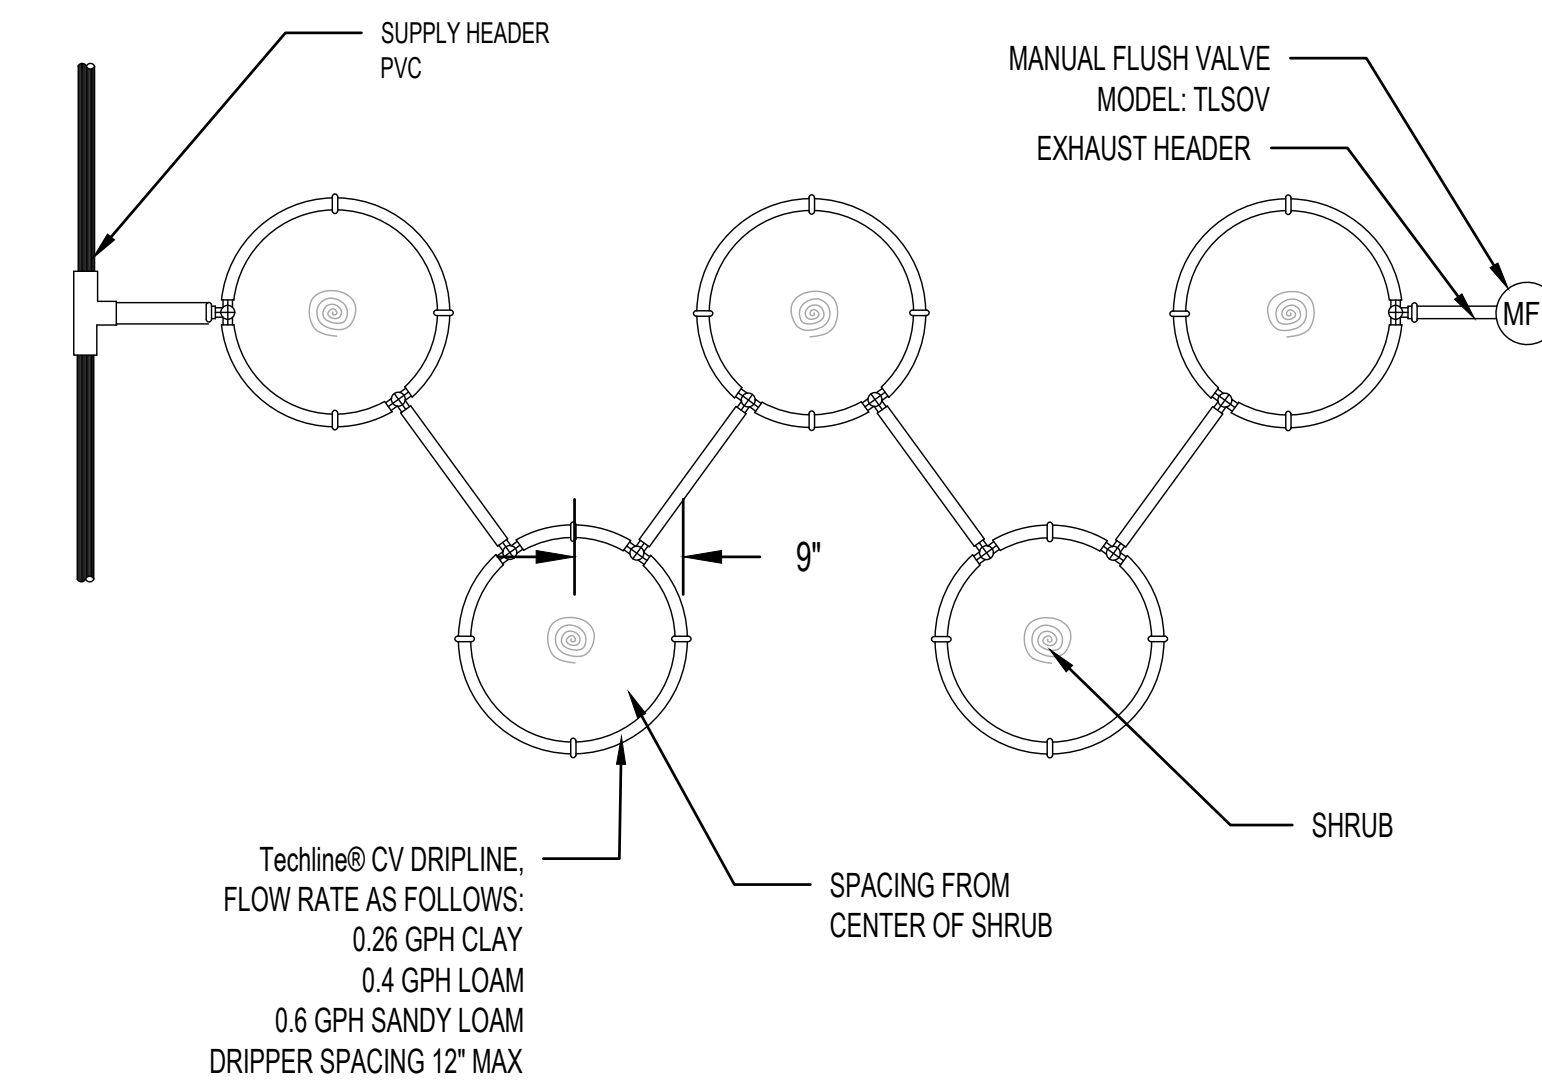 SUPPLY HEADER
PVC
MANUAL FLUSH VALVE
MODEL: TLSOV
EXHAUST HEADER
MF
9"
SHRUB
Techline® CV DRIPLINE,
FLOW RATE AS FOLLOWS:
0.26 GPH CLAY
0.4 GPH LOAM
0.6 GPH SANDY LOAM
DRIPPER SPACING 12" MAX
SPACING FROM
CENTER OF SHRUB